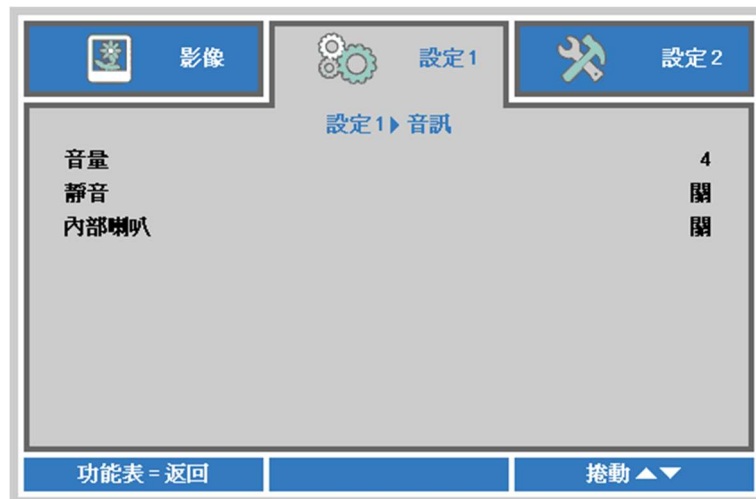 影像 設定1 設定2
設定1▶音訊
音量 4
靜音 關
內部喇叭 關
功能表=返回 捲動▲▼